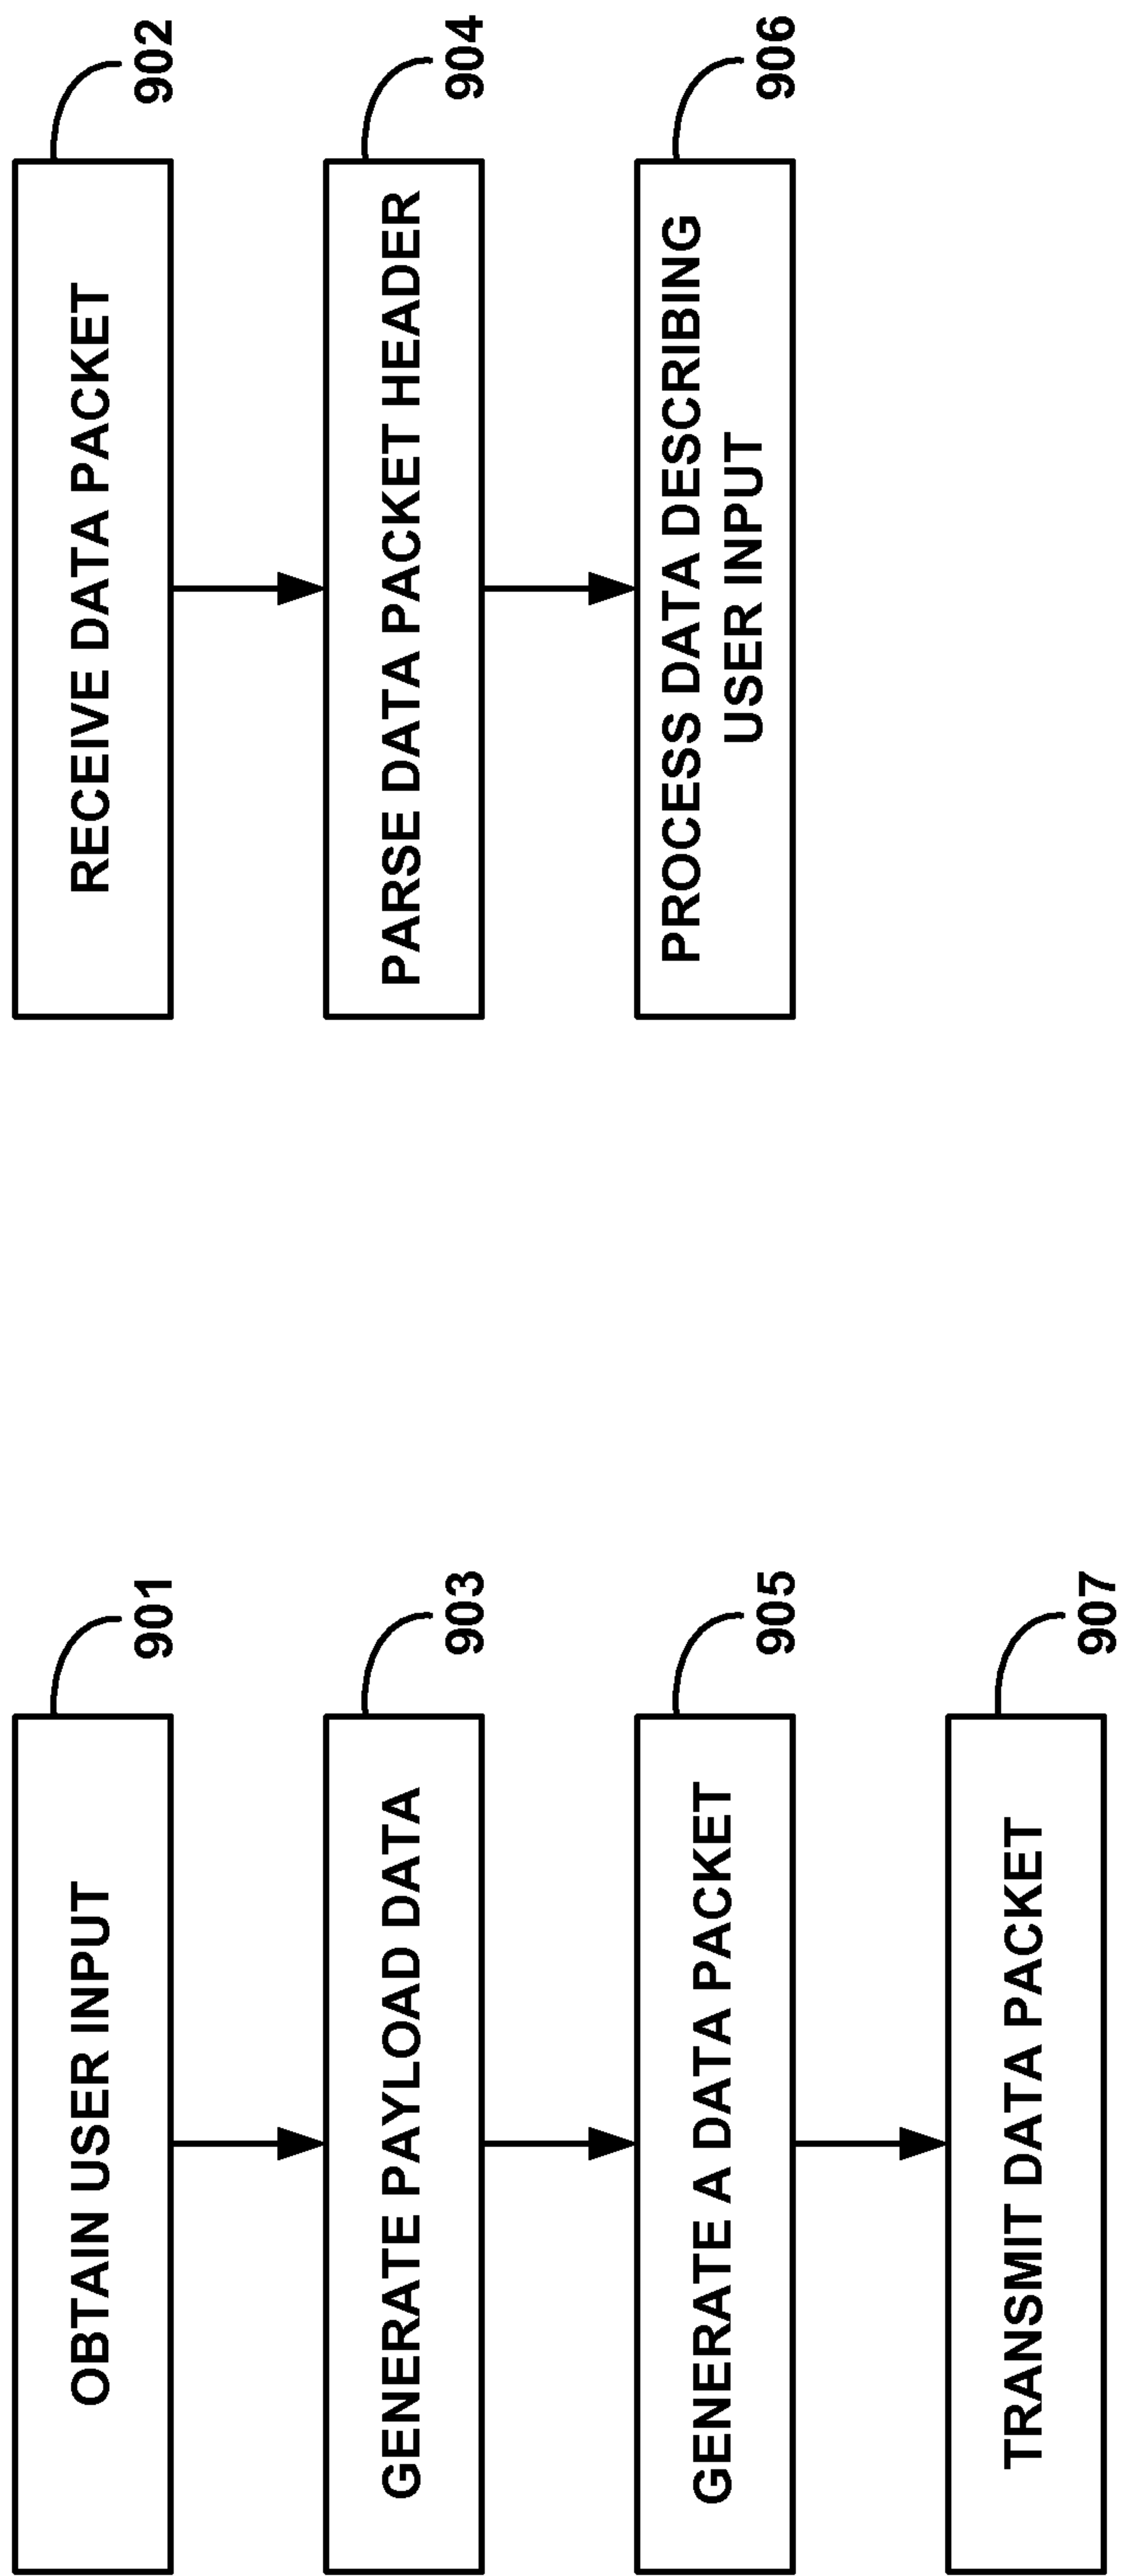 OBTAIN USER INPUT
901
GENERATE PAYLOAD DATA
903
GENERATE A DATA PACKET
905
TRANSMIT DATA PACKET
907
RECEIVE DATA PACKET
902
PARSE DATA PACKET HEADER
904
PROCESS DATA DESCRIBING
USER INPUT
906